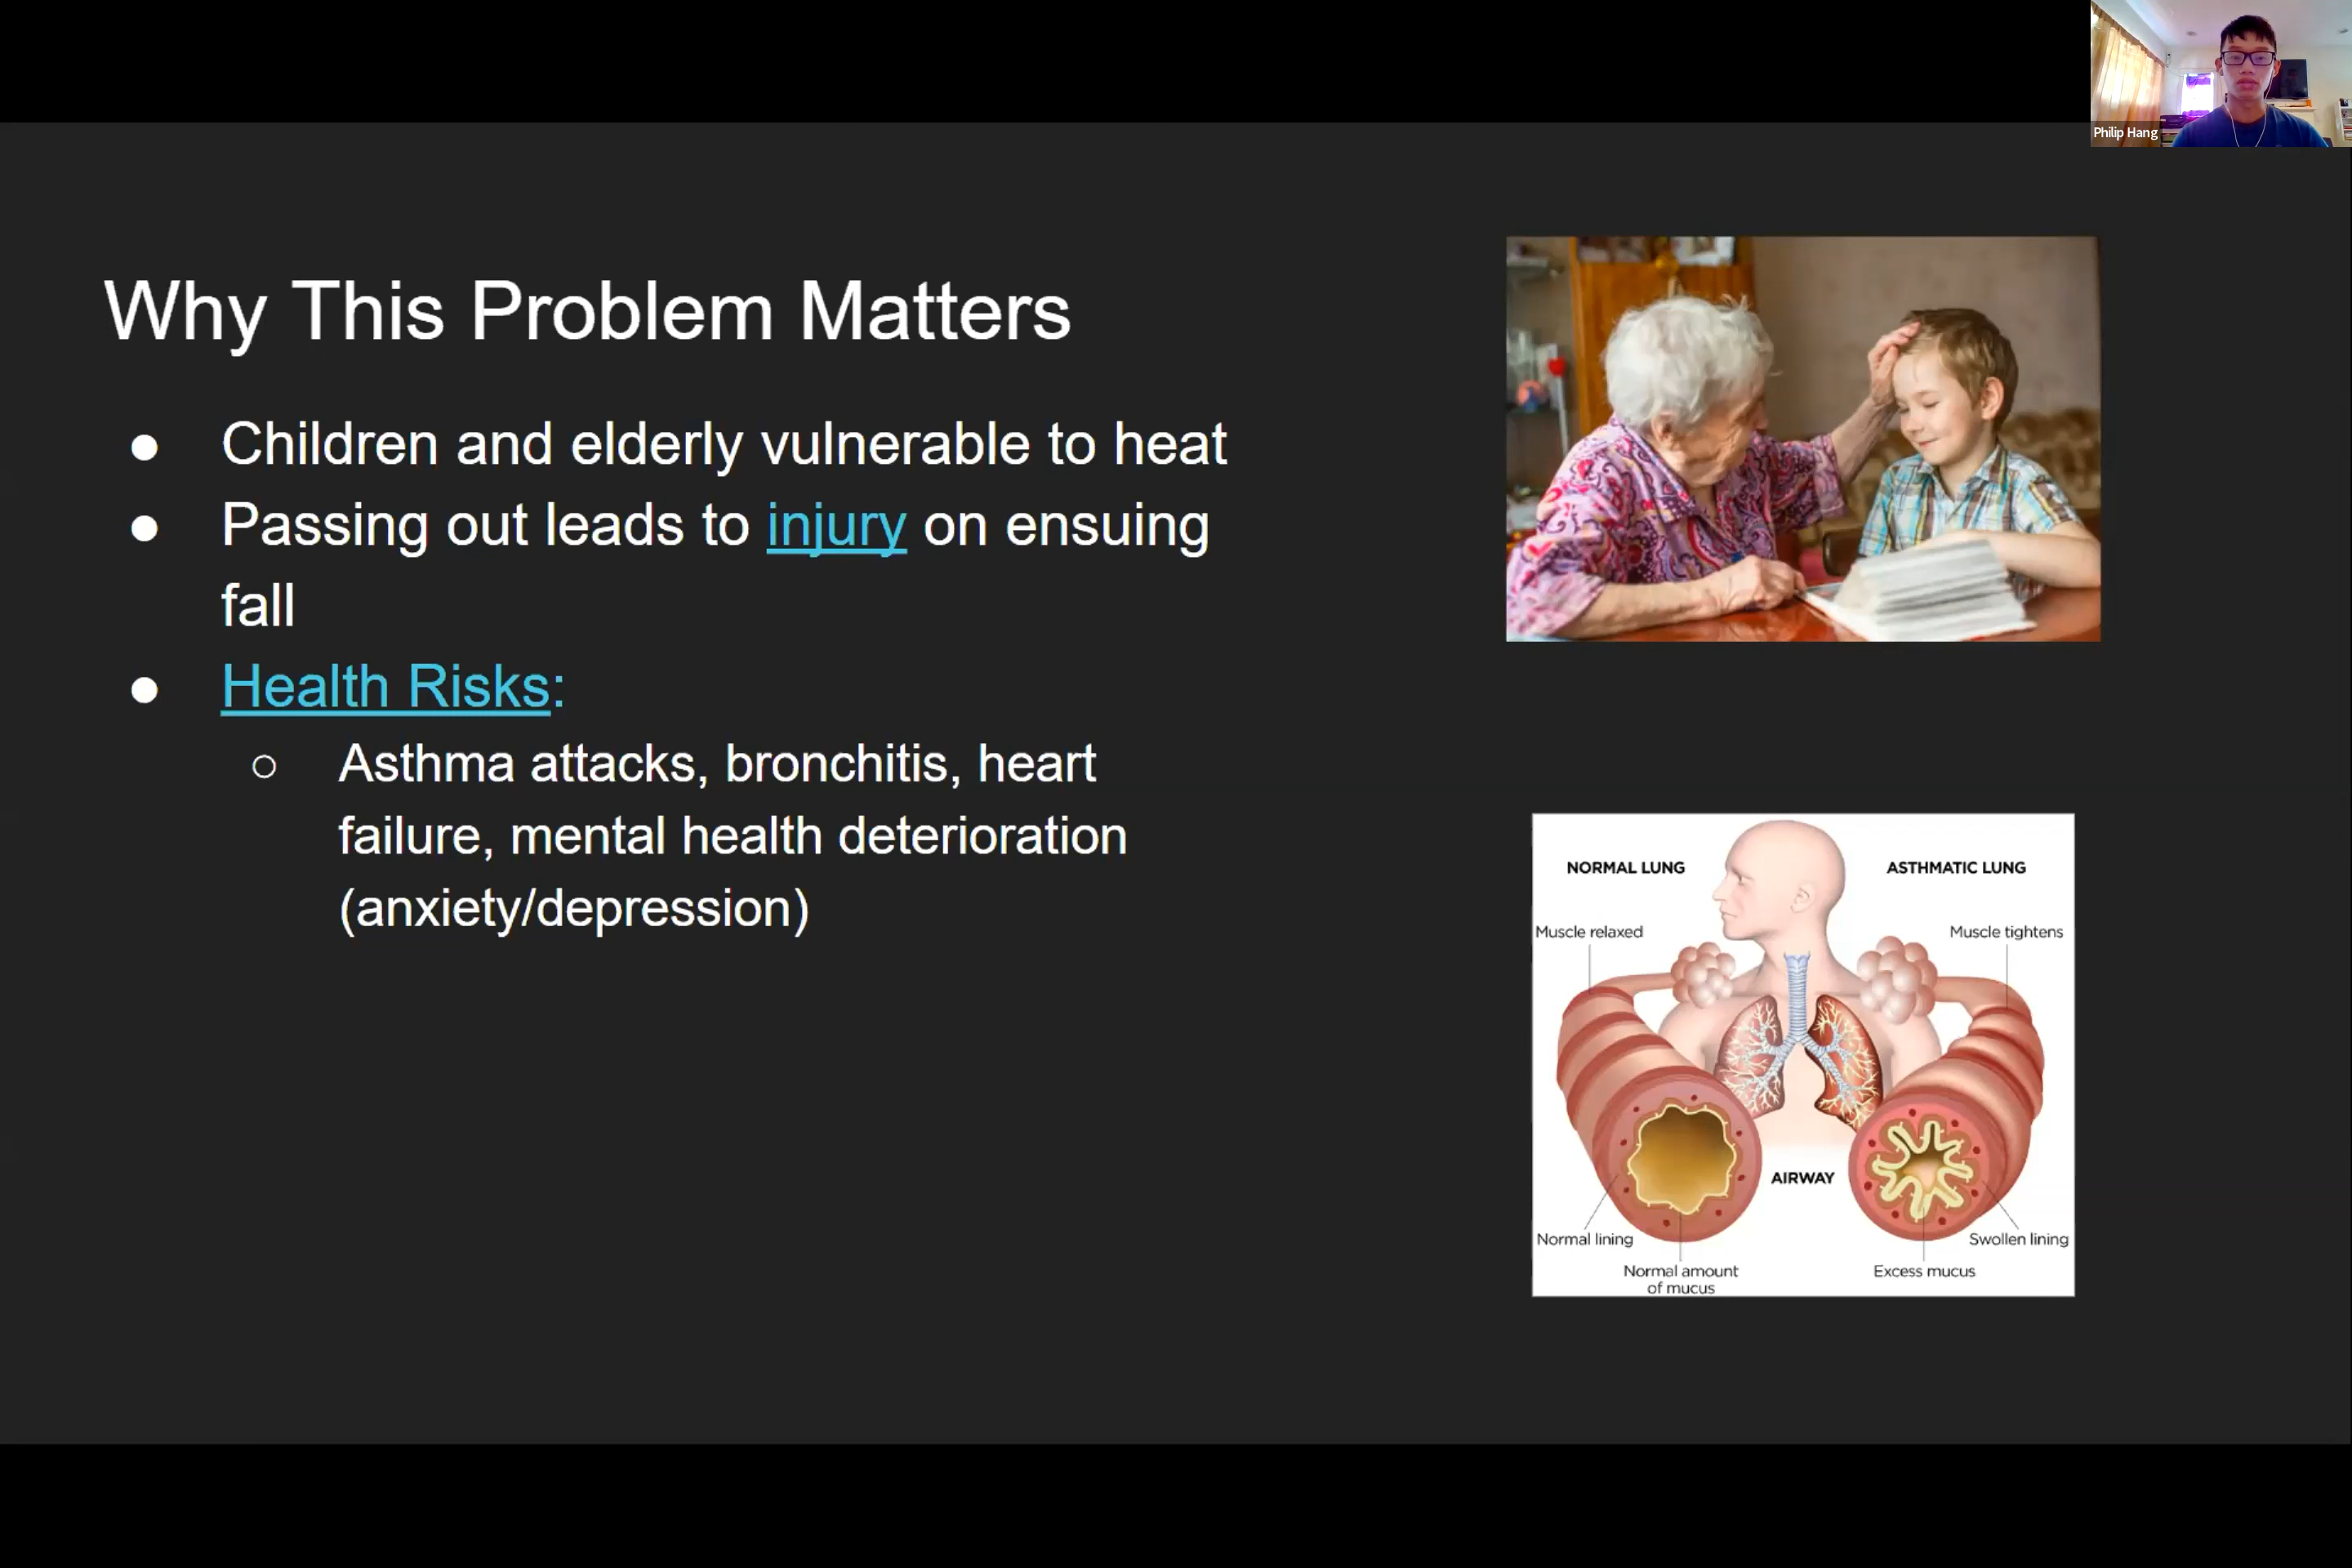 Philip Hang
Why This Problem Matters
● Children and elderly vulnerable to heat
● Passing out leads to injury on ensuing
fall
● Health Risks:
○ Asthma attacks, bronchitis, heart
failure, mental health deterioration
(anxiety/depression)
NORMAL LUNG
ASTHMATIC LUNG
Muscle relaxed
Muscle tightens
AIRWAY
Normal lining
Swollen lining
Normal amount
of mucus
Excess mucus